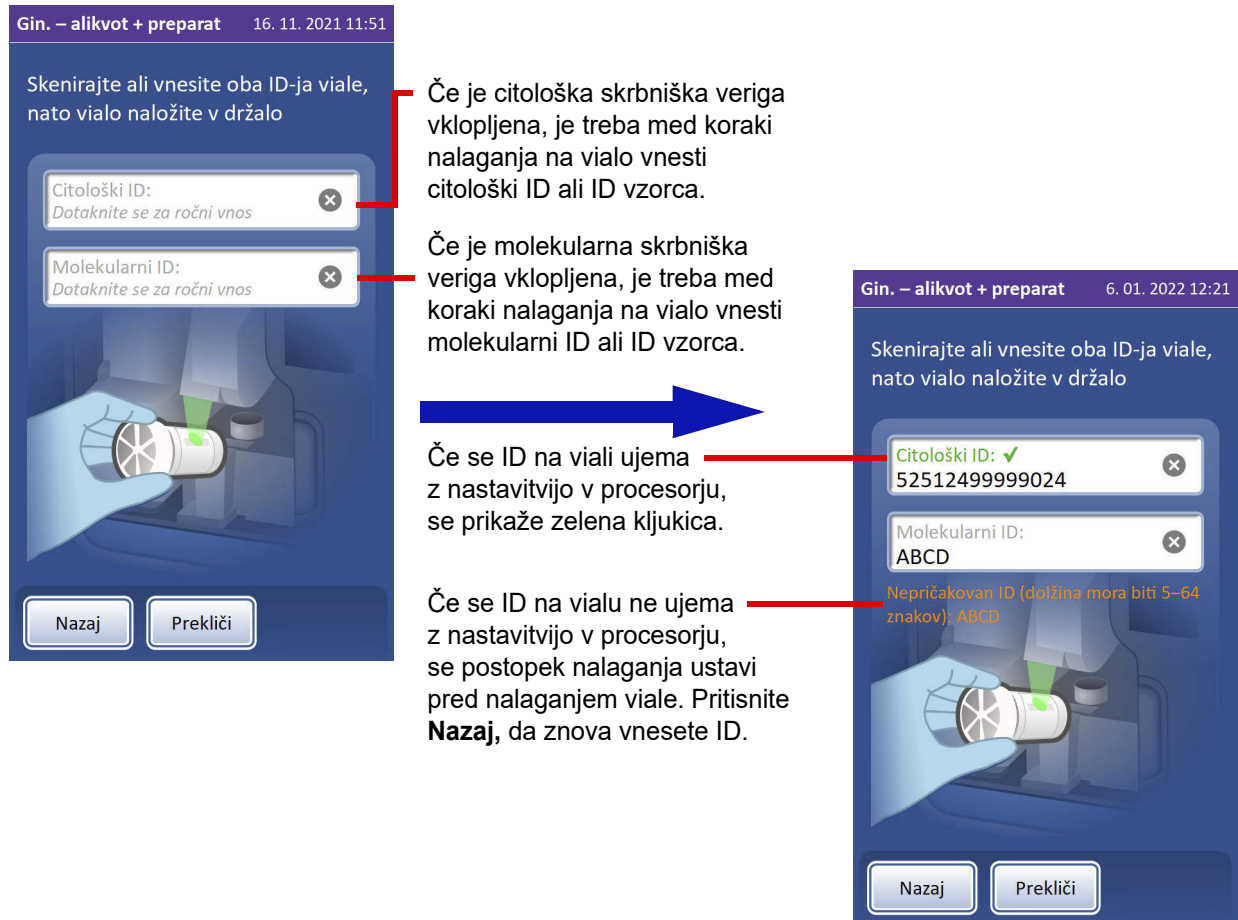 Gin. – alikvot + preparat 16. 11. 2021 11:51
Skenirajte ali vnesite oba ID-ja viale,
nato vialo naložite v držalo
Citološki ID:
Dotaknite se za ročni vnos
Molekularni ID:
Dotaknite se za ročni vnos
Nazaj
Prekliči
Če je citološka skrbniška veriga
vklopljena, je treba med koraki
nalaganja na vialo vnesti
citološki ID ali ID vzorca.
Če je molekularna skrbniška
veriga vklopljena, je treba med
koraki nalaganja na vialo vnesti
molekularni ID ali ID vzorca.
Če se ID na viali ujema
z nastavitvijo v procesorju,
se prikaže zelena kljukica.
Če se ID na vialu ne ujema
z nastavitvijo v procesorju,
se postopek nalaganja ustavi
pred nalaganjem viale. Pritisnite
Nazaj, da znova vnesete ID.
Gin. – alikvot + preparat 6. 01. 2022 12:21
Skenirajte ali vnesite oba ID-ja viale,
nato vialo naložite v držalo
Citološki ID: ✓
52512499999024
Molekularni ID:
ABCD
Nepričakovan ID (dolžina mora biti 5–64
znakov): ABCD
Nazaj
Prekliči